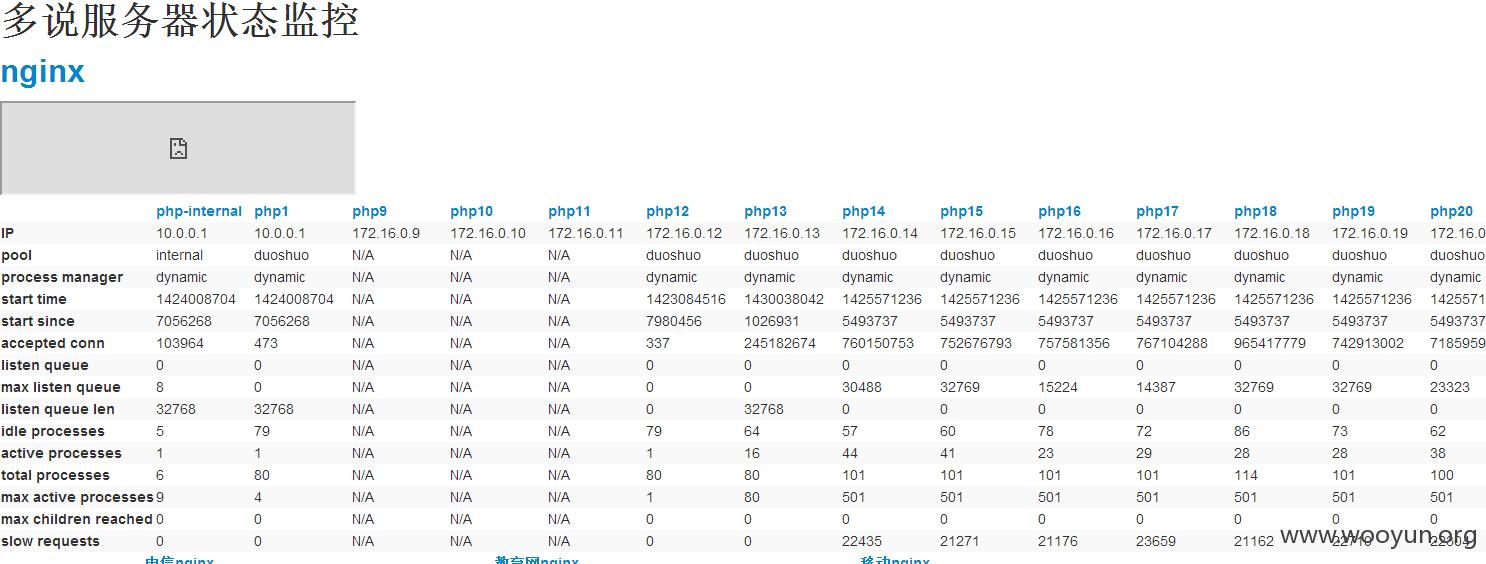 多说服务器状态监控
nginx
php-internal php1 php9 php10 php11 php12 php13 php14 php15 php16 php17 php18 php19 php20
IP 10.0.0.1 10.0.0.1 172.16.0.9 172.16.0.10 172.16.0.11 172.16.0.12 172.16.0.13 172.16.0.14 172.16.0.15 172.16.0.16 172.16.0.17 172.16.0.18 172.16.0.19 172.16.0
pool internal duoshuo N/A N/A N/A duoshuo duoshuo duoshuo duoshuo duoshuo duoshuo duoshuo duoshuo duoshuo
process manager dynamic dynamic N/A N/A N/A dynamic dynamic dynamic dynamic dynamic dynamic dynamic dynamic dynamic
start time 1424008704 1424008704 N/A N/A N/A 1423084516 1430038042 1425571236 1425571236 1425571236 1425571236 1425571236 1425571236 1425571
start since 7056268 7056268 N/A N/A N/A 7980456 1026931 5493737 5493737 5493737 5493737 5493737 5493737 5493737
accepted conn 103964 473 N/A N/A N/A 337 245182674 760150753 752676793 757581356 767104288 965417779 742913002 7185959
listen queue 0 0 N/A N/A N/A 0 0 0 0 0 0 0 0 0
max listen queue 8 0 N/A N/A N/A 0 0 30488 32769 15224 14387 32769 32769 23323
listen queue len 32768 32768 N/A N/A N/A 0 32768 0 0 0 0 0 0 0
idle processes 5 79 N/A N/A N/A 79 64 57 60 78 72 86 73 62
active processes 1 1 N/A N/A N/A 1 16 44 41 23 29 28 28 38
total processes 6 80 N/A N/A N/A 80 80 101 101 101 101 114 101 100
max active processes 9 4 N/A N/A N/A 1 80 501 501 501 501 501 501 501
max children reached 0 0 N/A N/A N/A 0 0 0 0 0 0 0 0 0
slow requests 0 0 N/A N/A N/A 0 0 22435 21271 21176 23659 21162
www.wooyun.org
电信nginx 教育网nginx 移动nginx